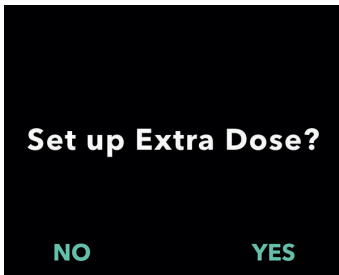 Set up Extra Dose?
NO YES